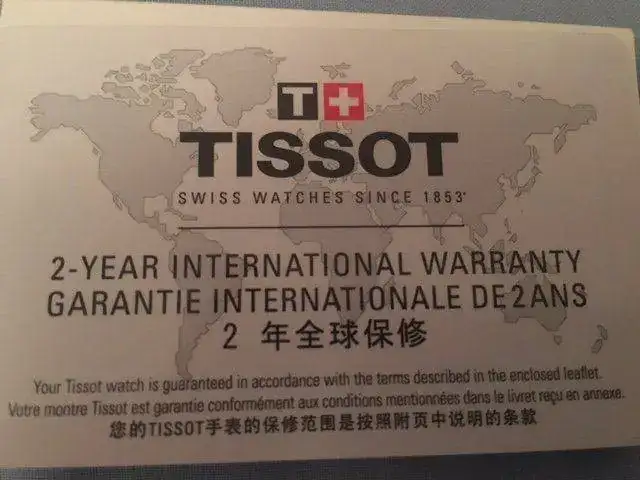 T+
TISSOT
SWISS WATCHES SINCE 1853
2-YEAR INTERNATIONAL WARRANTY
GARANTIE INTERNATIONALE DE 2 ANS
2 年全球保修
Your Tissot watch is guaranteed in accordance with the terms described in the enclosed leaflet.
Votre montre Tissot est garantie conformément aux conditions mentionnées dans le livret reçu en annexe.
您的TISSOT手表的保修范围是按照附页中说明的条款